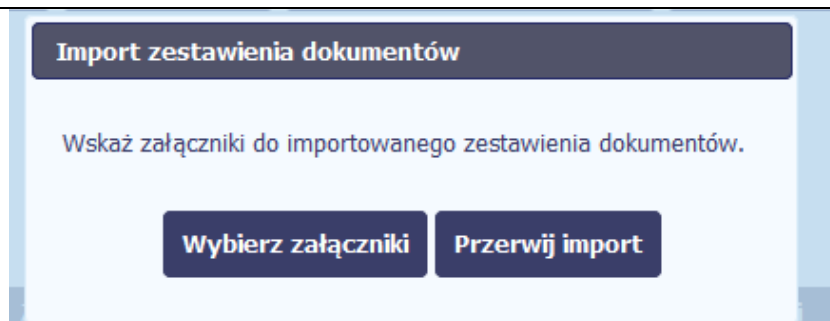 Import zestawienia dokumentów
Wskaż załączniki do importowanego zestawienia dokumentów.
Wybierz załączniki Przerwij import